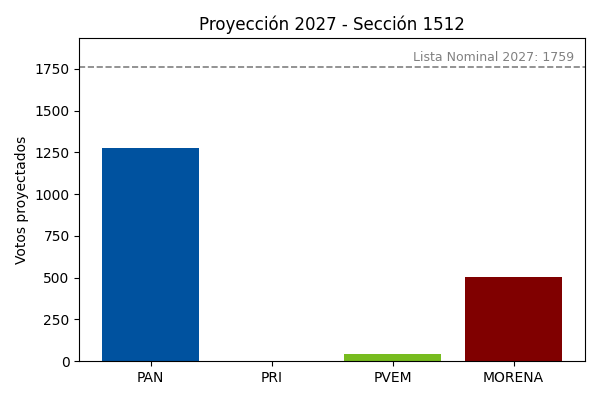 Proyección 2027 - Sección 1512
Lista Nominal 2027: 1759
Votos proyectados
1750
1500
1250
1000
750
500
250
0
PAN
PRI
PVEM
MORENA